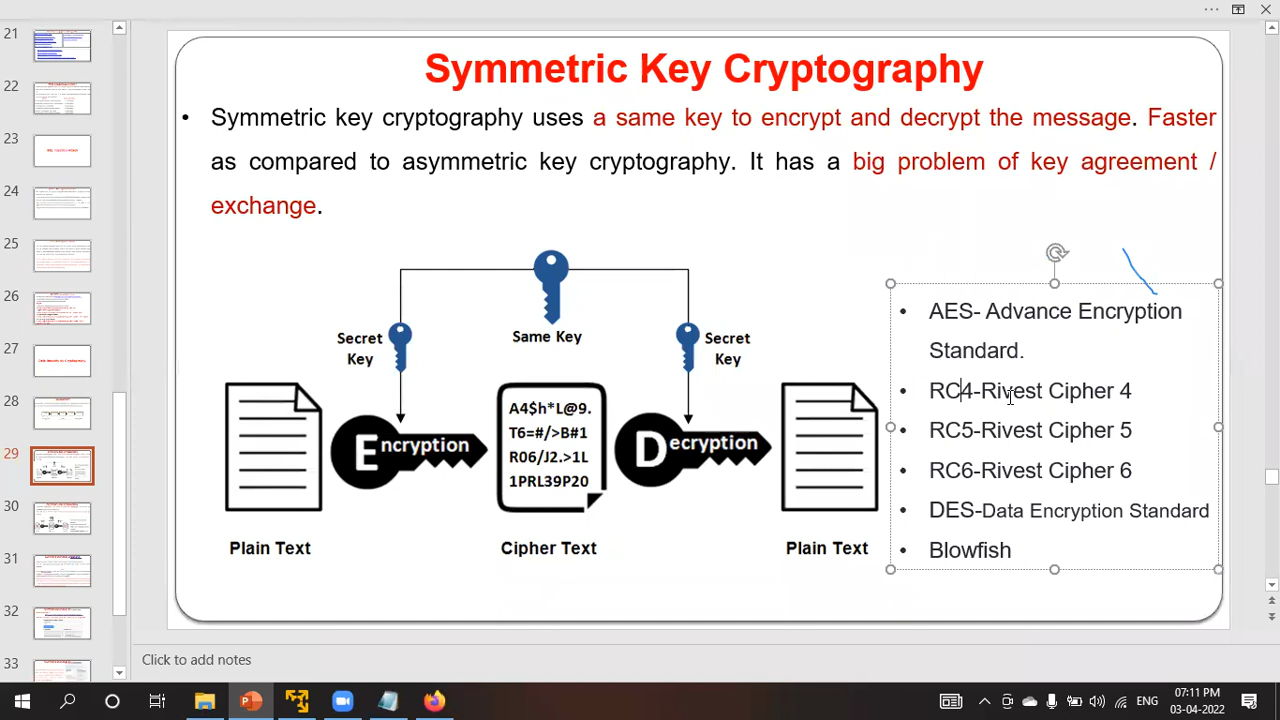 Symmetric Key Cryptography
• Symmetric key cryptography uses a same key to encrypt and decrypt the message. Faster
as compared to asymmetric key cryptography. It has a big problem of key agreement /
exchange.
Secret
Key
Same Key
Secret
Key
Encryption
A4$h*L@9.
T6=#/>B#1
R06/J2.>1L
1PRL39P20
Decryption
Plain Text
Cipher Text
Plain Text
• AES- Advance Encryption
Standard.
• RC4-Rivest Cipher 4
• RC5-Rivest Cipher 5
• RC6-Rivest Cipher 6
• DES-Data Encryption Standard
• Blowfish
21
22
23
24
25
26
27
28
29
30
31
32
33
Click to add notes
ENG
07:11 PM
03-04-2022